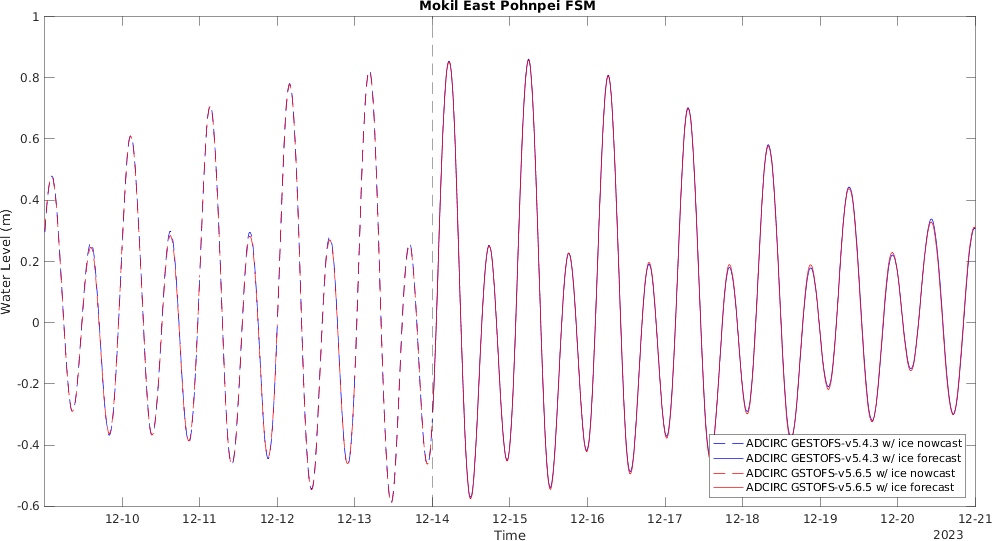 Mokil East Pohnpei FSM
1
0.8
0.6
0.4
0.2
0
-0.2
-0.4
-0.6
Water Level (m)
12-10 12-11 12-12 12-13 12-14 12-15 12-16 12-17 12-18 12-19 12-20 12-21
Time
2023
ADCIRC GESTOFS-v5.4.3 w/ ice nowcast
ADCIRC GESTOFS-v5.4.3 w/ ice forecast
ADCIRC GSTOFS-v5.6.5 w/ ice nowcast
ADCIRC GSTOFS-v5.6.5 w/ ice forecast